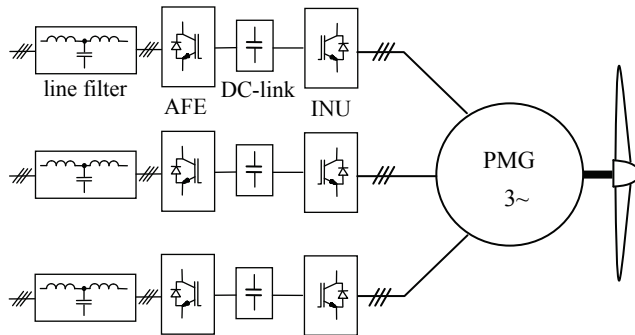 line filter
AFE
DC-link
INU
PMG
3~